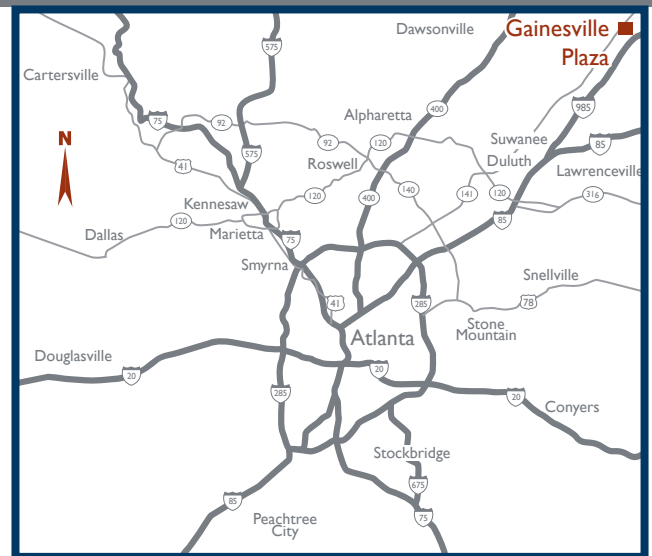 Dawsonville
Gainesville
Plaza
575
Cartersville
985
400
Alpharetta
75
92
92
120
Suwanee
85
N
575
Roswell
Duluth
41
Lawrenceville
Kennesaw
120
400
140
141
120
316
120
Marietta
85
Dallas
75
Smyrna
Snellville
41
285
78
Stone
Mountain
Atlanta
Douglasville
20
20
285
20
Conyers
Stockbridge
675
85
75
Peachtree
City